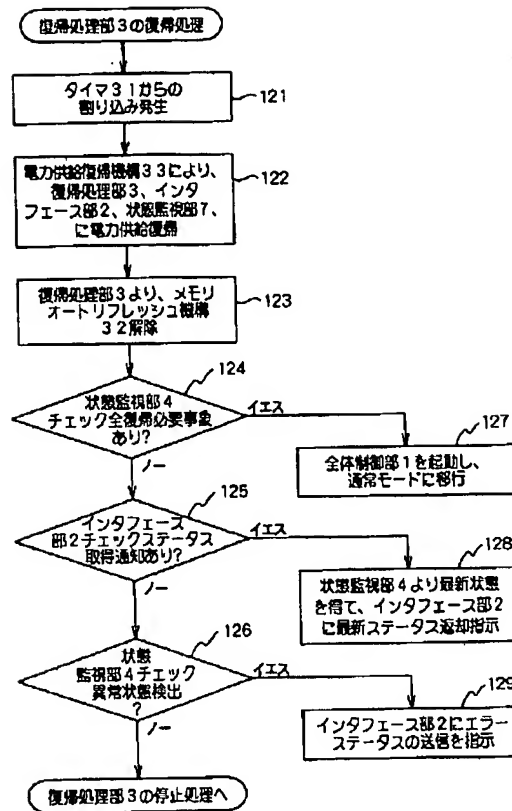 復帰処理部3の復帰処理
タイマ31からの
割り込み発生
121
電力供給復帰機構33により、
復帰処理部3、インタ
フェース部2、状態監視部7、
に電力供給復帰
122
復帰処理部3より、メモリ
オートリフレッシュ機構
32解除
123
124
状態監視部4
チェック全復帰必要事象
あり?
イエス
ノー
127
全体制御部1を起動し、
通常モードに移行
125
インタフェース
部2チェックステータス
取得通知あり?
イエス
ノー
128
状態監視部4より最新状態
を得て、インタフェース部2
に最新ステータス返却指示
126
状態
監視部4チェック
異常状態検出
?
イエス
ノー
129
インタフェース部2にエラー
ステータスの送信を指示
復帰処理部3の停止処理へ